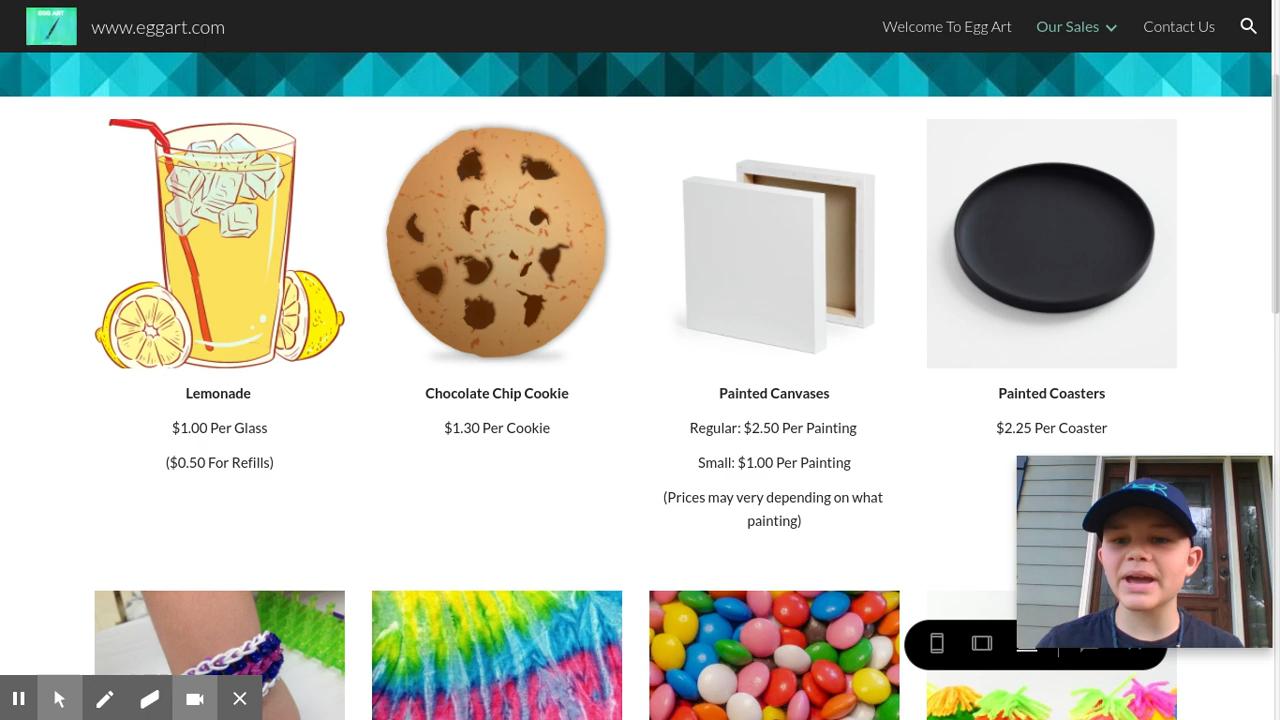 EGG ART
www.eggart.com
Welcome To Egg Art
Our Sales
Contact Us
Lemonade
$1.00 Per Glass
($0.50 For Refills)
Chocolate Chip Cookie
$1.30 Per Cookie
Painted Canvases
Regular: $2.50 Per Painting
Small: $1.00 Per Painting
(Prices may very depending on what
painting)
Painted Coasters
$2.25 Per Coaster